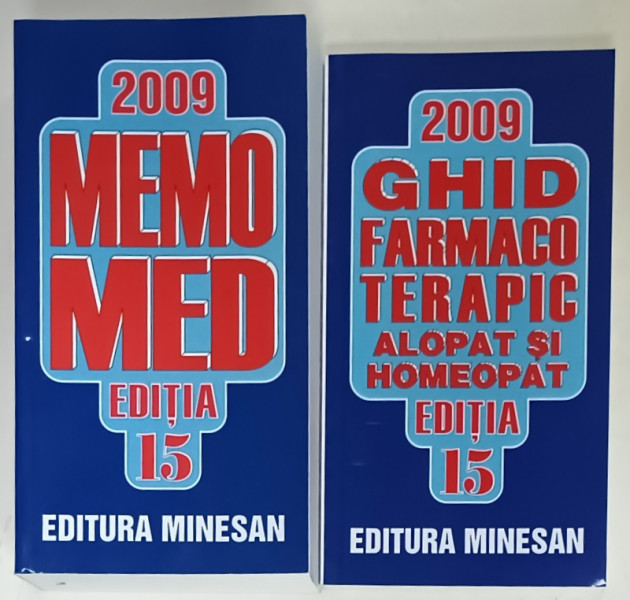 2009
MEMO
MED
EDIȚIA
15
EDITURA MINESAN
2009
GHID
FARMACO
TERAPIC
ALOPAT ȘI
HOMEOPAT
EDIȚIA
15
EDITURA MINESAN